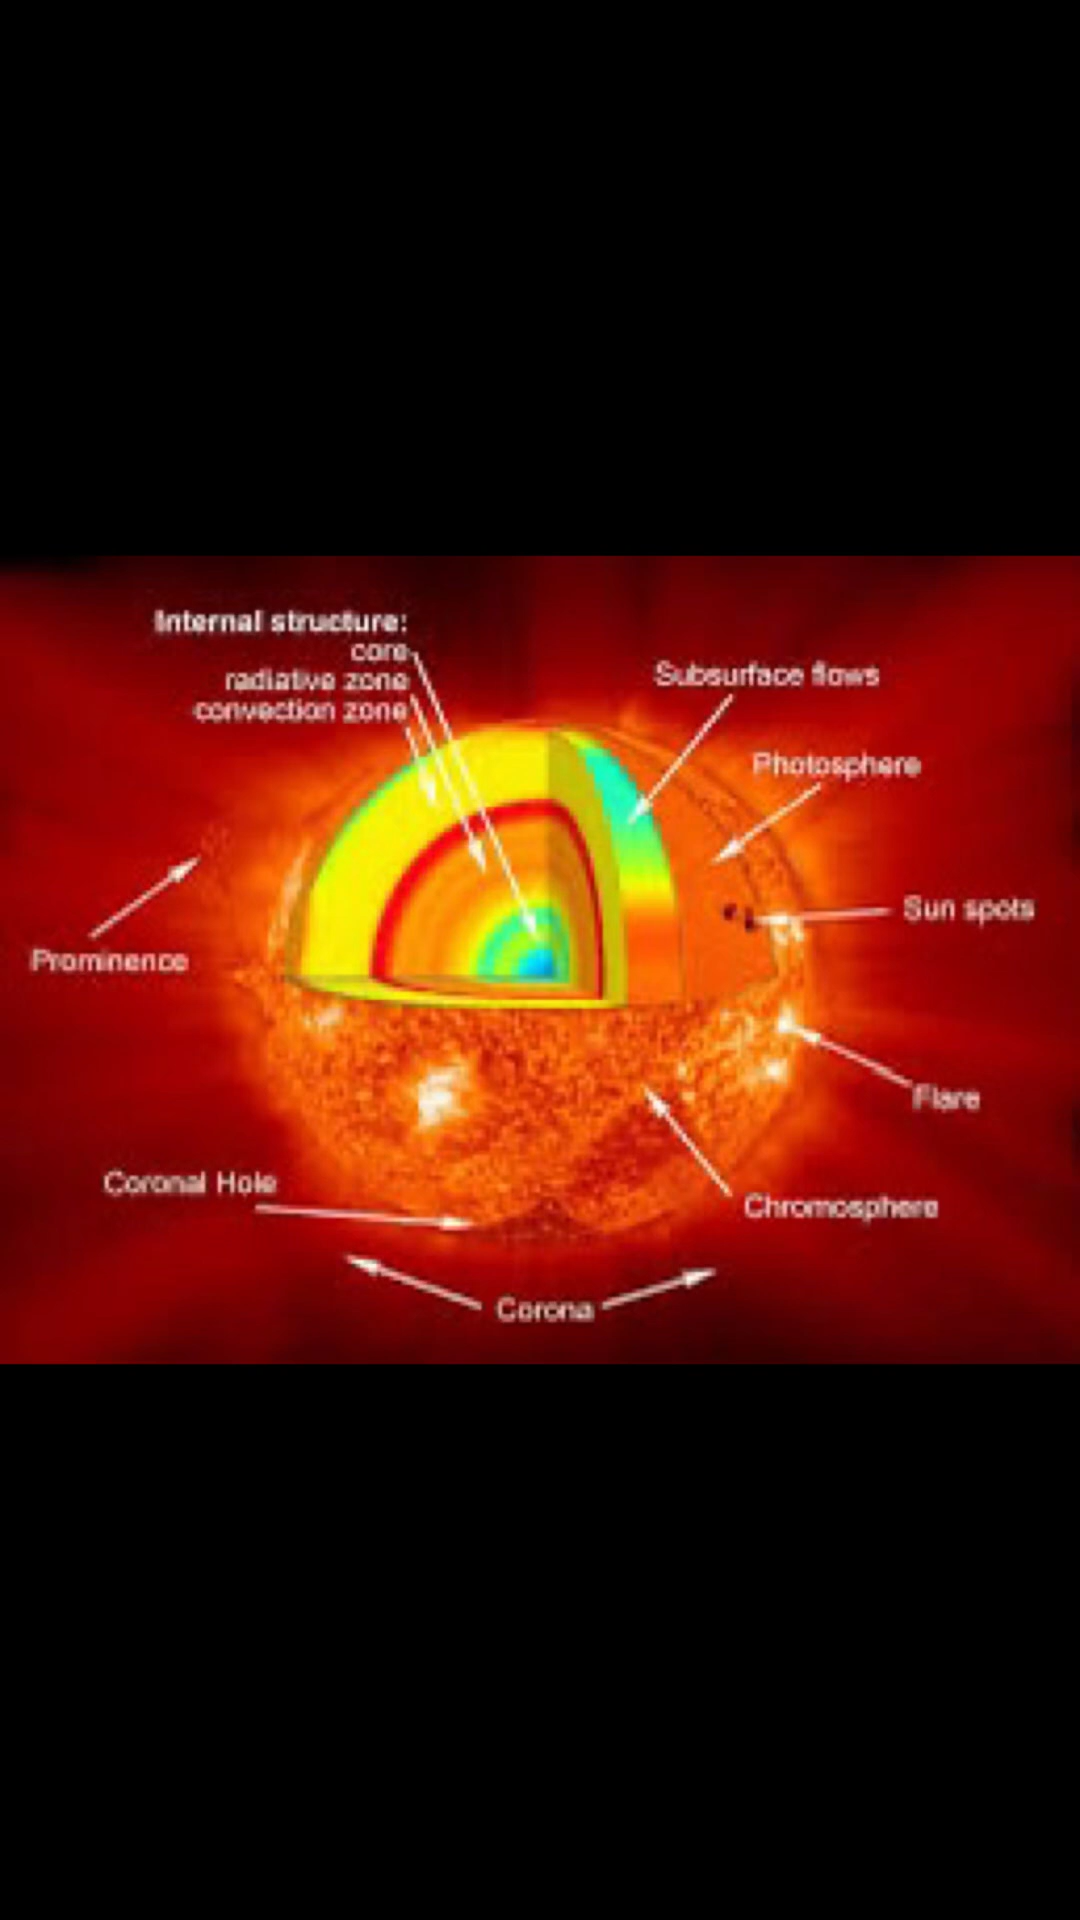 Internal structure:
core
radiative zone
convection zone
Subsurface flows
Photosphere
Sun spots
Prominence
Flare
Coronal Hole
Chromosphere
Corona